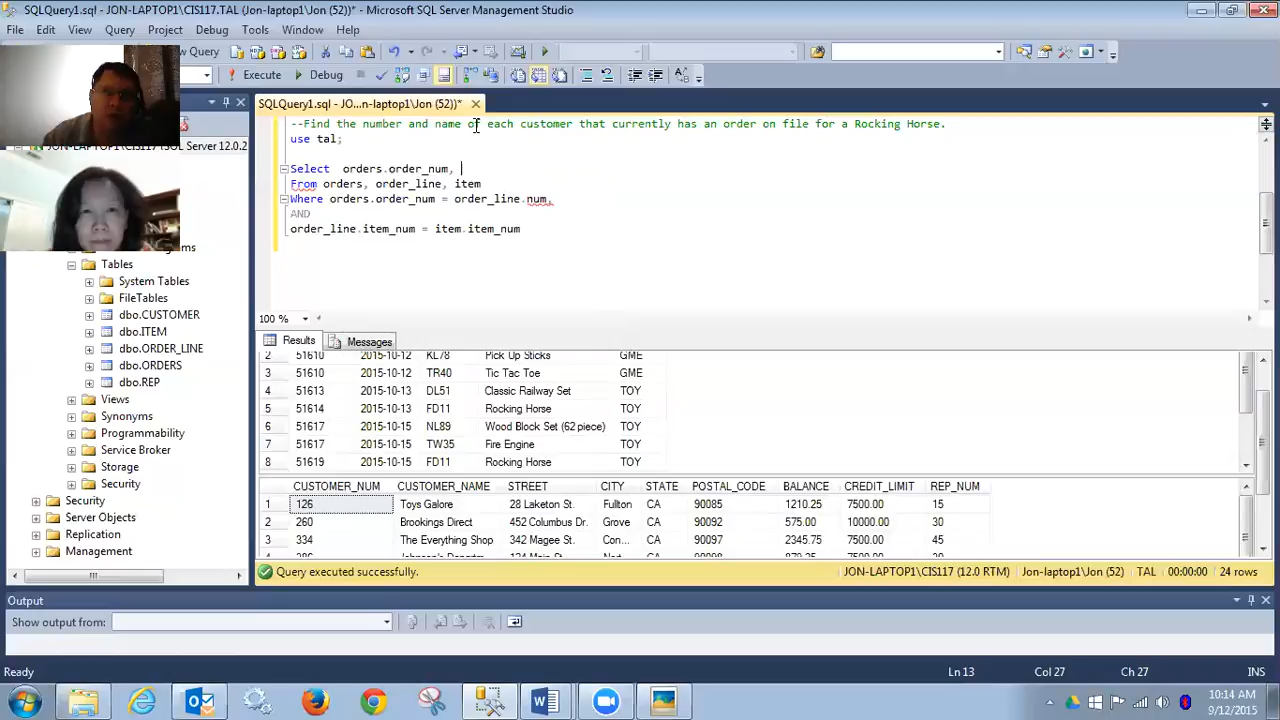 SQLQuery1.sql - JON-LAPTOP1\CIS117.TAL (Jon-laptop1\Jon (52))* - Microsoft SQL Server Management Studio
File Edit View Query Project Debug Tools Window Help
Query
Execute Debug
SQLQuery1.sql - JO...n-laptop1\Jon (52))*
--Find the number and name of each customer that currently has an order on file for a Rocking Horse.
use tal;
Select orders.order_num,
From orders, order_line, item
Where orders.order_num = order_line.num,
AND
order_line.item_num = item.item_num
Server 12.0.2
Tables
System Tables
FileTables
dbo.CUSTOMER
dbo.ITEM
dbo.ORDER_LINE
dbo.ORDERS
dbo.REP
Views
Synonyms
Programmability
Service Broker
Storage
Security
Security
Server Objects
Replication
Management
100 %
Results Messages
2 51610 2015-10-12 KL78 Pick Up Sticks GME
3 51610 2015-10-12 TR40 Tic Tac Toe GME
4 51613 2015-10-13 DL51 Classic Railway Set TOY
5 51614 2015-10-13 FD11 Rocking Horse TOY
6 51617 2015-10-15 NL89 Wood Block Set (62 piece) TOY
7 51617 2015-10-15 TW35 Fire Engine TOY
8 51619 2015-10-15 FD11 Rocking Horse TOY
CUSTOMER_NUM CUSTOMER_NAME STREET CITY STATE POSTAL_CODE BALANCE CREDIT_LIMIT REP_NUM
1 126 Toys Galore 28 Laketon St. Fullton CA 90085 1210.25 7500.00 15
2 260 Brookings Direct 452 Columbus Dr. Grove CA 90092 575.00 10000.00 30
3 334 The Everything Shop 342 Magee St. Con... CA 90097 2345.75 7500.00 45
Query executed successfully. JON-LAPTOP1\CIS117 (12.0 RTM) Jon-laptop1\Jon (52) TAL 00:00:00 24 rows
Output
Show output from:
Ready Ln 13 Col 27 Ch 27 INS
10:14 AM
9/12/2015